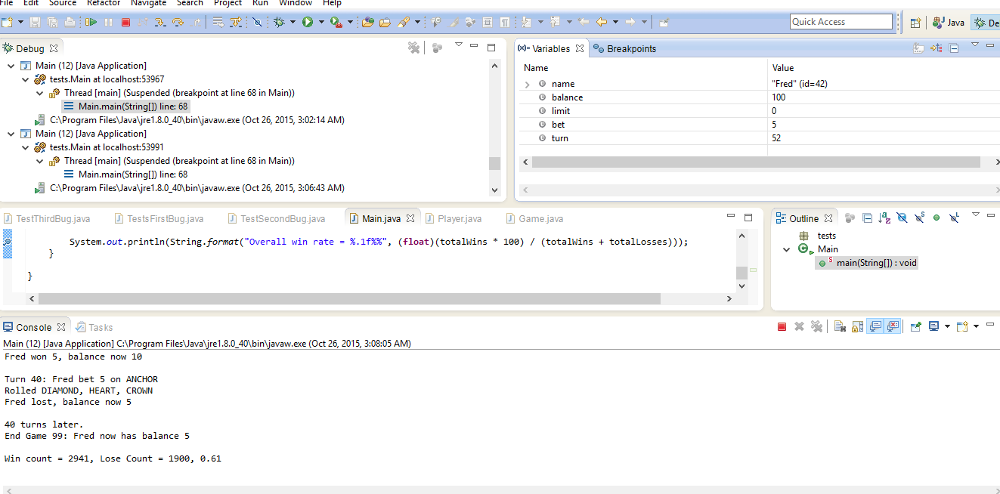 File Edit Source Refactor Navigate Search Project Run Window Help
Quick Access
Java
De
Debug
Main (12) [Java Application]
tests.Main at localhost:53967
Thread [main] (Suspended (breakpoint at line 68 in Main))
Main.main(String[]) line: 68
C:\Program Files\Java\jre1.8.0_40\bin\javaw.exe (Oct 26, 2015, 3:02:14 AM)
Main (12) [Java Application]
tests.Main at localhost:53991
Thread [main] (Suspended (breakpoint at line 68 in Main))
Main.main(String[]) line: 68
C:\Program Files\Java\jre1.8.0_40\bin\javaw.exe (Oct 26, 2015, 3:06:43 AM)
(x)= Variables Breakpoints
Name Value
name "Fred" (id=42)
balance 100
limit 0
bet 5
turn 52
TestThirdBug.java TestsFirstBug.java TestSecondBug.java Main.java Player.java Game.java
System.out.println(String.format("Overall win rate = %.1f%%", (float)(totalWins * 100) / (totalWins + totalLosses)));
}
}
Outline
tests
Main
main(String[]) : void
Console Tasks
Main (12) [Java Application] C:\Program Files\Java\jre1.8.0_40\bin\javaw.exe (Oct 26, 2015, 3:08:05 AM)
Fred won 5, balance now 10
Turn 40: Fred bet 5 on ANCHOR
Rolled DIAMOND, HEART, CROWN
Fred lost, balance now 5
40 turns later.
End Game 99: Fred now has balance 5
Win count = 2941, Lose Count = 1900, 0.61